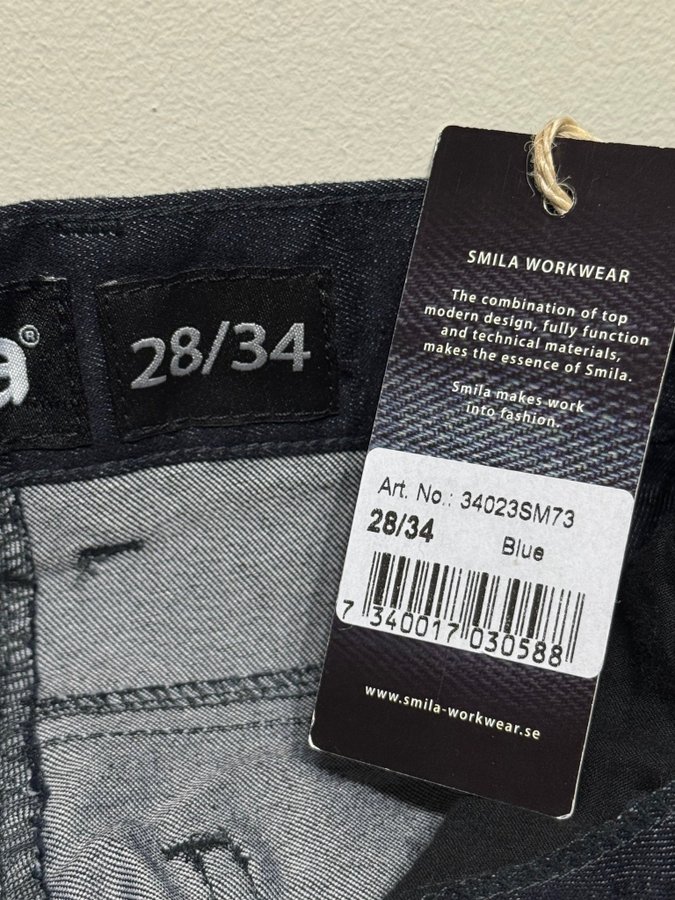 a®
28/34
SMILA WORKWEAR
The combination of top
modern design, fully function
and technical materials,
makes the essence of Smila.
Smila makes work
into fashion.
Art. No.: 34023SM73
28/34 Blue
7 340017 030588
www.smila-workwear.se